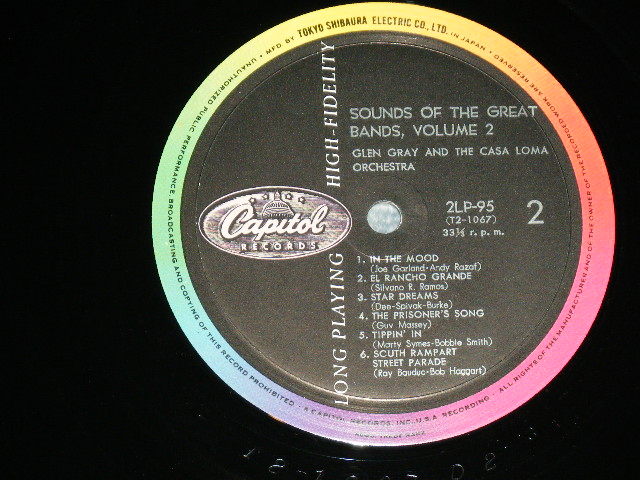 MFD. BY TOKYO SHIBAURA ELECTRIC CO., LTD. IN JAPAN • ALL RIGHTS OF THE MANUFACTURER AND OF THE OWNER OF THE RECORDED WORK ARE RESERVED
UNAUTHORIZED PUBLIC PERFORMANCE, BROADCASTING AND COPYING OF THIS RECORD PROHIBITED •
A CAPITOL RECORDS, INC., U.S.A. RECORDING •
LONG PLAYING HIGH-FIDELITY
SOUNDS OF THE GREAT
BANDS, VOLUME 2
GLEN GRAY AND THE CASA LOMA
ORCHESTRA
Capitol
RECORDS
2LP-95
(T2-1067)
33⅓ r. p. m.
2
1. IN THE MOOD
(Joe Garland-Andy Razaf)
2. EL RANCHO GRANDE
(Silvano R. Ramos)
3. STAR DREAMS
(Dee-Spivak-Burke)
4. THE PRISONER'S SONG
(Guy Massey)
5. TIPPIN' IN
(Marty Symes-Bobbie Smith)
6. SOUTH RAMPART
STREET PARADE
(Ray Bauduc-Bob Haggart)